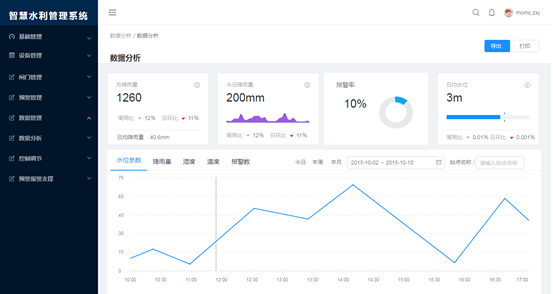 智慧水利管理系统
momo.zxy
基础管理
设备管理
闸门管理
预警管理
数据管理
数据分析
控制调节
预警报警支撑
数据分析 / 数据分析
导出
打印
数据分析
月降雨量
1260
周同比 12% 日环比 11%
日均降雨量 40.6mm
今日降雨量
200mm
周同比 12% 日环比 11%
报警率
10%
日均水位
3m
周同比 0.01% 日环比 0.001%
水位参数 降雨量 湿度 温度 报警数
今日 本周 本月 2015-10-02 ~ 2015-10-10 站点名称: 请输入站点名称
75
60
45
30
15
0
10:00 10:30 11:00 12:00 12:30 13:00 13:30 14:00 14:30 15:00 15:30 16:00 16:30 17:00